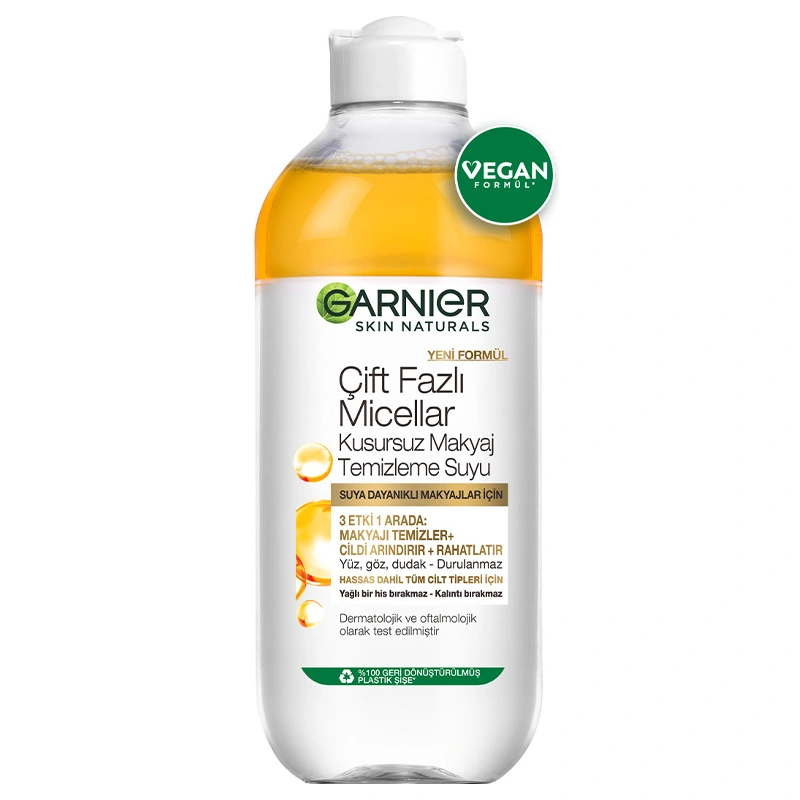 VEGAN
FORMÜL*
GARNIER
SKIN NATURALS
YENİ FORMÜL
Çift Fazlı
Micellar
Kusursuz Makyaj
Temizleme Suyu
SUYA DAYANIKLI MAKYAJLAR İÇİN
3 ETKİ 1 ARADA:
MAKYAJI TEMİZLER+
CİLDİ ARINDIRIR + RAHATLATIR
Yüz, göz, dudak - Durulanmaz
HASSAS DAHİL TÜM CİLT TİPLERİ İÇİN
Yağlı bir his bırakmaz - Kalıntı bırakmaz
Dermatolojik ve oftalmolojik
olarak test edilmiştir
%100 GERİ DÖNÜŞTÜRÜLMÜŞ
PLASTİK ŞİŞE*